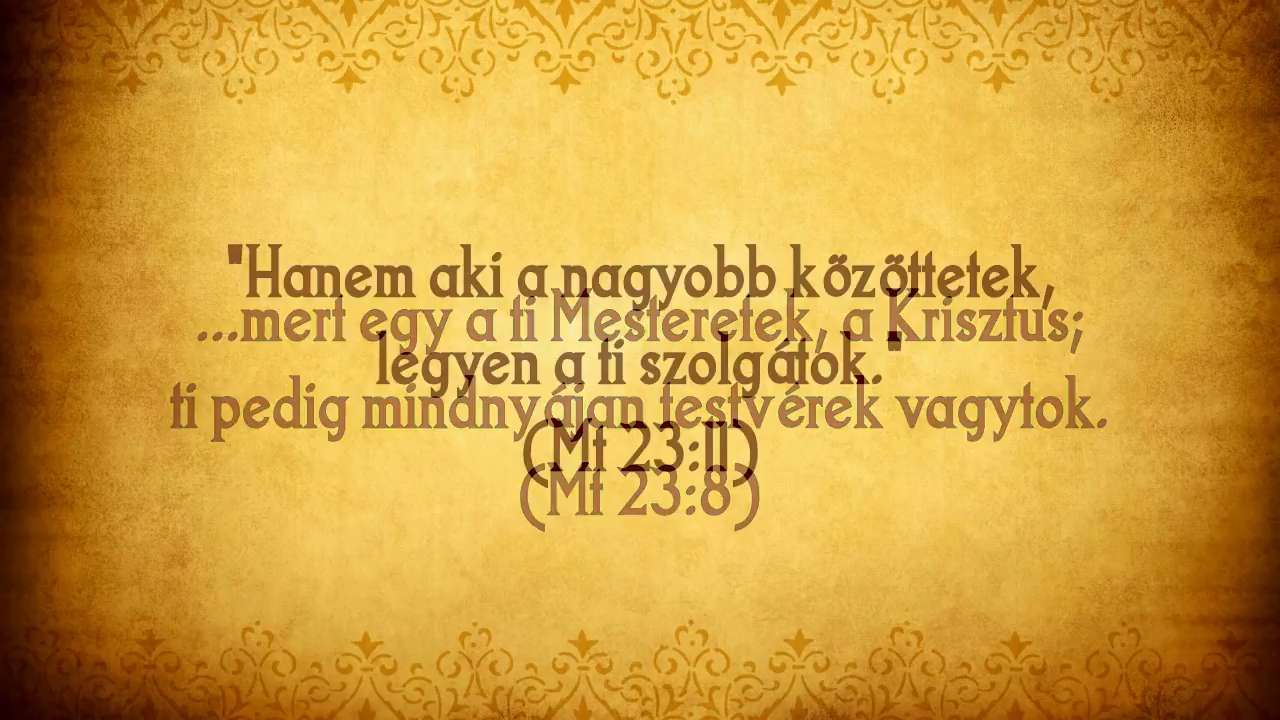 "Hanem aki a nagyobb közöttetek,
...mert egy a ti Mesteretek, a Krisztus;
legyen a ti szolgátok."
ti pedig mindnyájan testvérek vagytok.
(Mt 23:11)
(Mt 23:8)